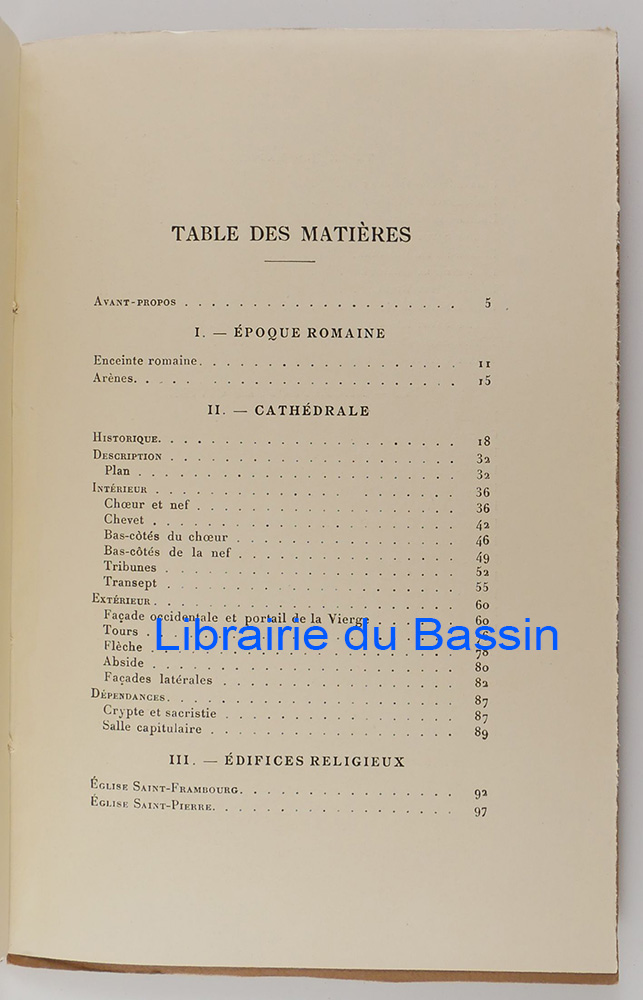 TABLE DES MATIÈRES
AVANT-PROPOS . . . . . . . . . . . . . . . . . . . . 5
I. — ÉPOQUE ROMAINE
Enceinte romaine. . . . . . . . . . . . . . . . . . . . 11
Arènes. . . . . . . . . . . . . . . . . . . . . . . 15
II. — CATHÉDRALE
HISTORIQUE. . . . . . . . . . . . . . . . . . . . . . 18
DESCRIPTION . . . . . . . . . . . . . . . . . . . . . 32
Plan . . . . . . . . . . . . . . . . . . . . . . . 32
INTÉRIEUR . . . . . . . . . . . . . . . . . . . . . 36
Chœur et nef . . . . . . . . . . . . . . . . . . . . 36
Chevet . . . . . . . . . . . . . . . . . . . . . . 42
Bas-côtés du chœur . . . . . . . . . . . . . . . . . 46
Bas-côtés de la nef . . . . . . . . . . . . . . . . . 49
Tribunes . . . . . . . . . . . . . . . . . . . . . 52
Transept . . . . . . . . . . . . . . . . . . . . . 55
EXTÉRIEUR. . . . . . . . . . . . . . . . . . . . . . 60
Façade occidentale et portail de la Vierge . . . . . . 60
Tours . . . . . . . . . . . . . . . . . . . . . .
Librairie du Bassin
Flèche . . . . . . . . . . . . . . . . . . . . . . 78
Abside . . . . . . . . . . . . . . . . . . . . . . 80
Façades latérales . . . . . . . . . . . . . . . . . . 82
DÉPENDANCES. . . . . . . . . . . . . . . . . . . . . 87
Crypte et sacristie . . . . . . . . . . . . . . . . . 87
Salle capitulaire . . . . . . . . . . . . . . . . . . 89
III. — ÉDIFICES RELIGIEUX
ÉGLISE SAINT-FRAMBOURG. . . . . . . . . . . . . . . . . 92
ÉGLISE SAINT-PIERRE. . . . . . . . . . . . . . . . . . . 97